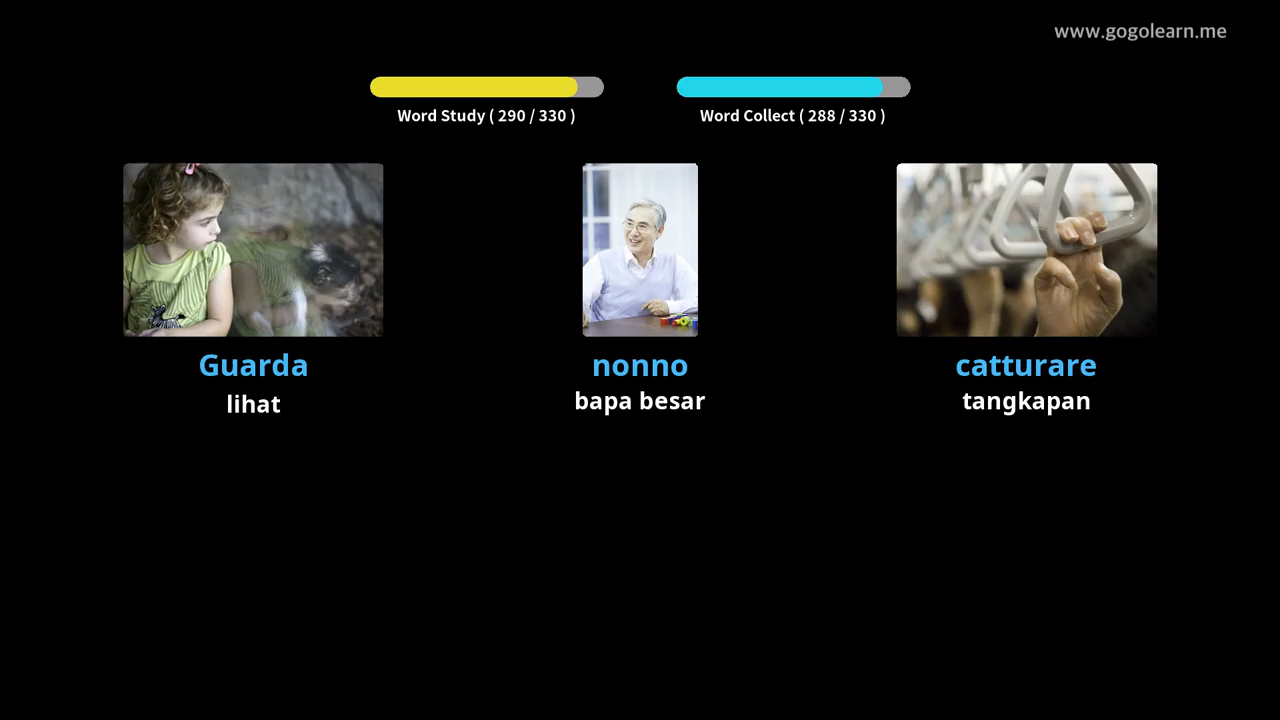 www.gogolearn.me
Word Study ( 290 / 330 )
Word Collect ( 288 / 330 )
Guarda
lihat
nonno
bapa besar
catturare
tangkapan